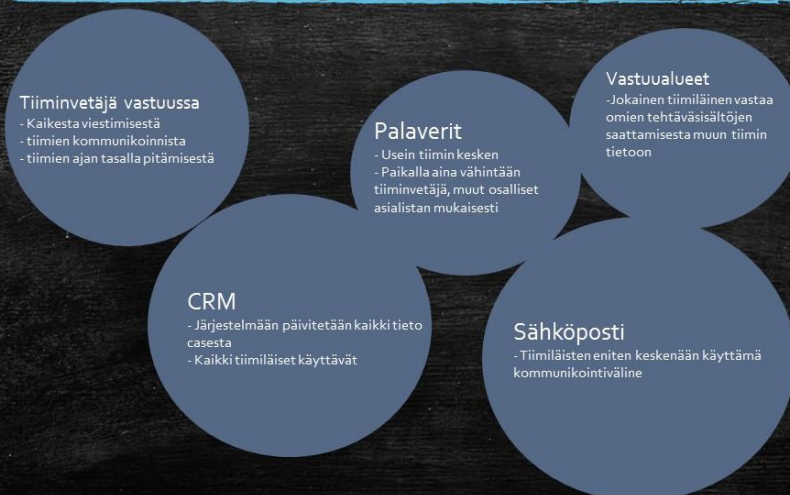 Tiiminvetäjä vastuussa
- Kaikesta viestimisestä
- tiimien kommunikoinnista
- tiimien ajan tasalla pitämisestä
Palaverit
- Usein tiimin kesken
- Paikalla aina vähintään
tiiminvetäjä, muut osalliset
asialistan mukaisesti
Vastuualueet
-Jokainen tiimiläinen vastaa
omien tehtäväsisältöjen
saattamisesta muun tiimin
tietoon
CRM
- Järjestelmään päivitetään kaikki tieto
casesta
- Kaikki tiimiläiset käyttävät
Sähköposti
- Tiimiläisten eniten keskenään käyttämä
kommunikointiväline